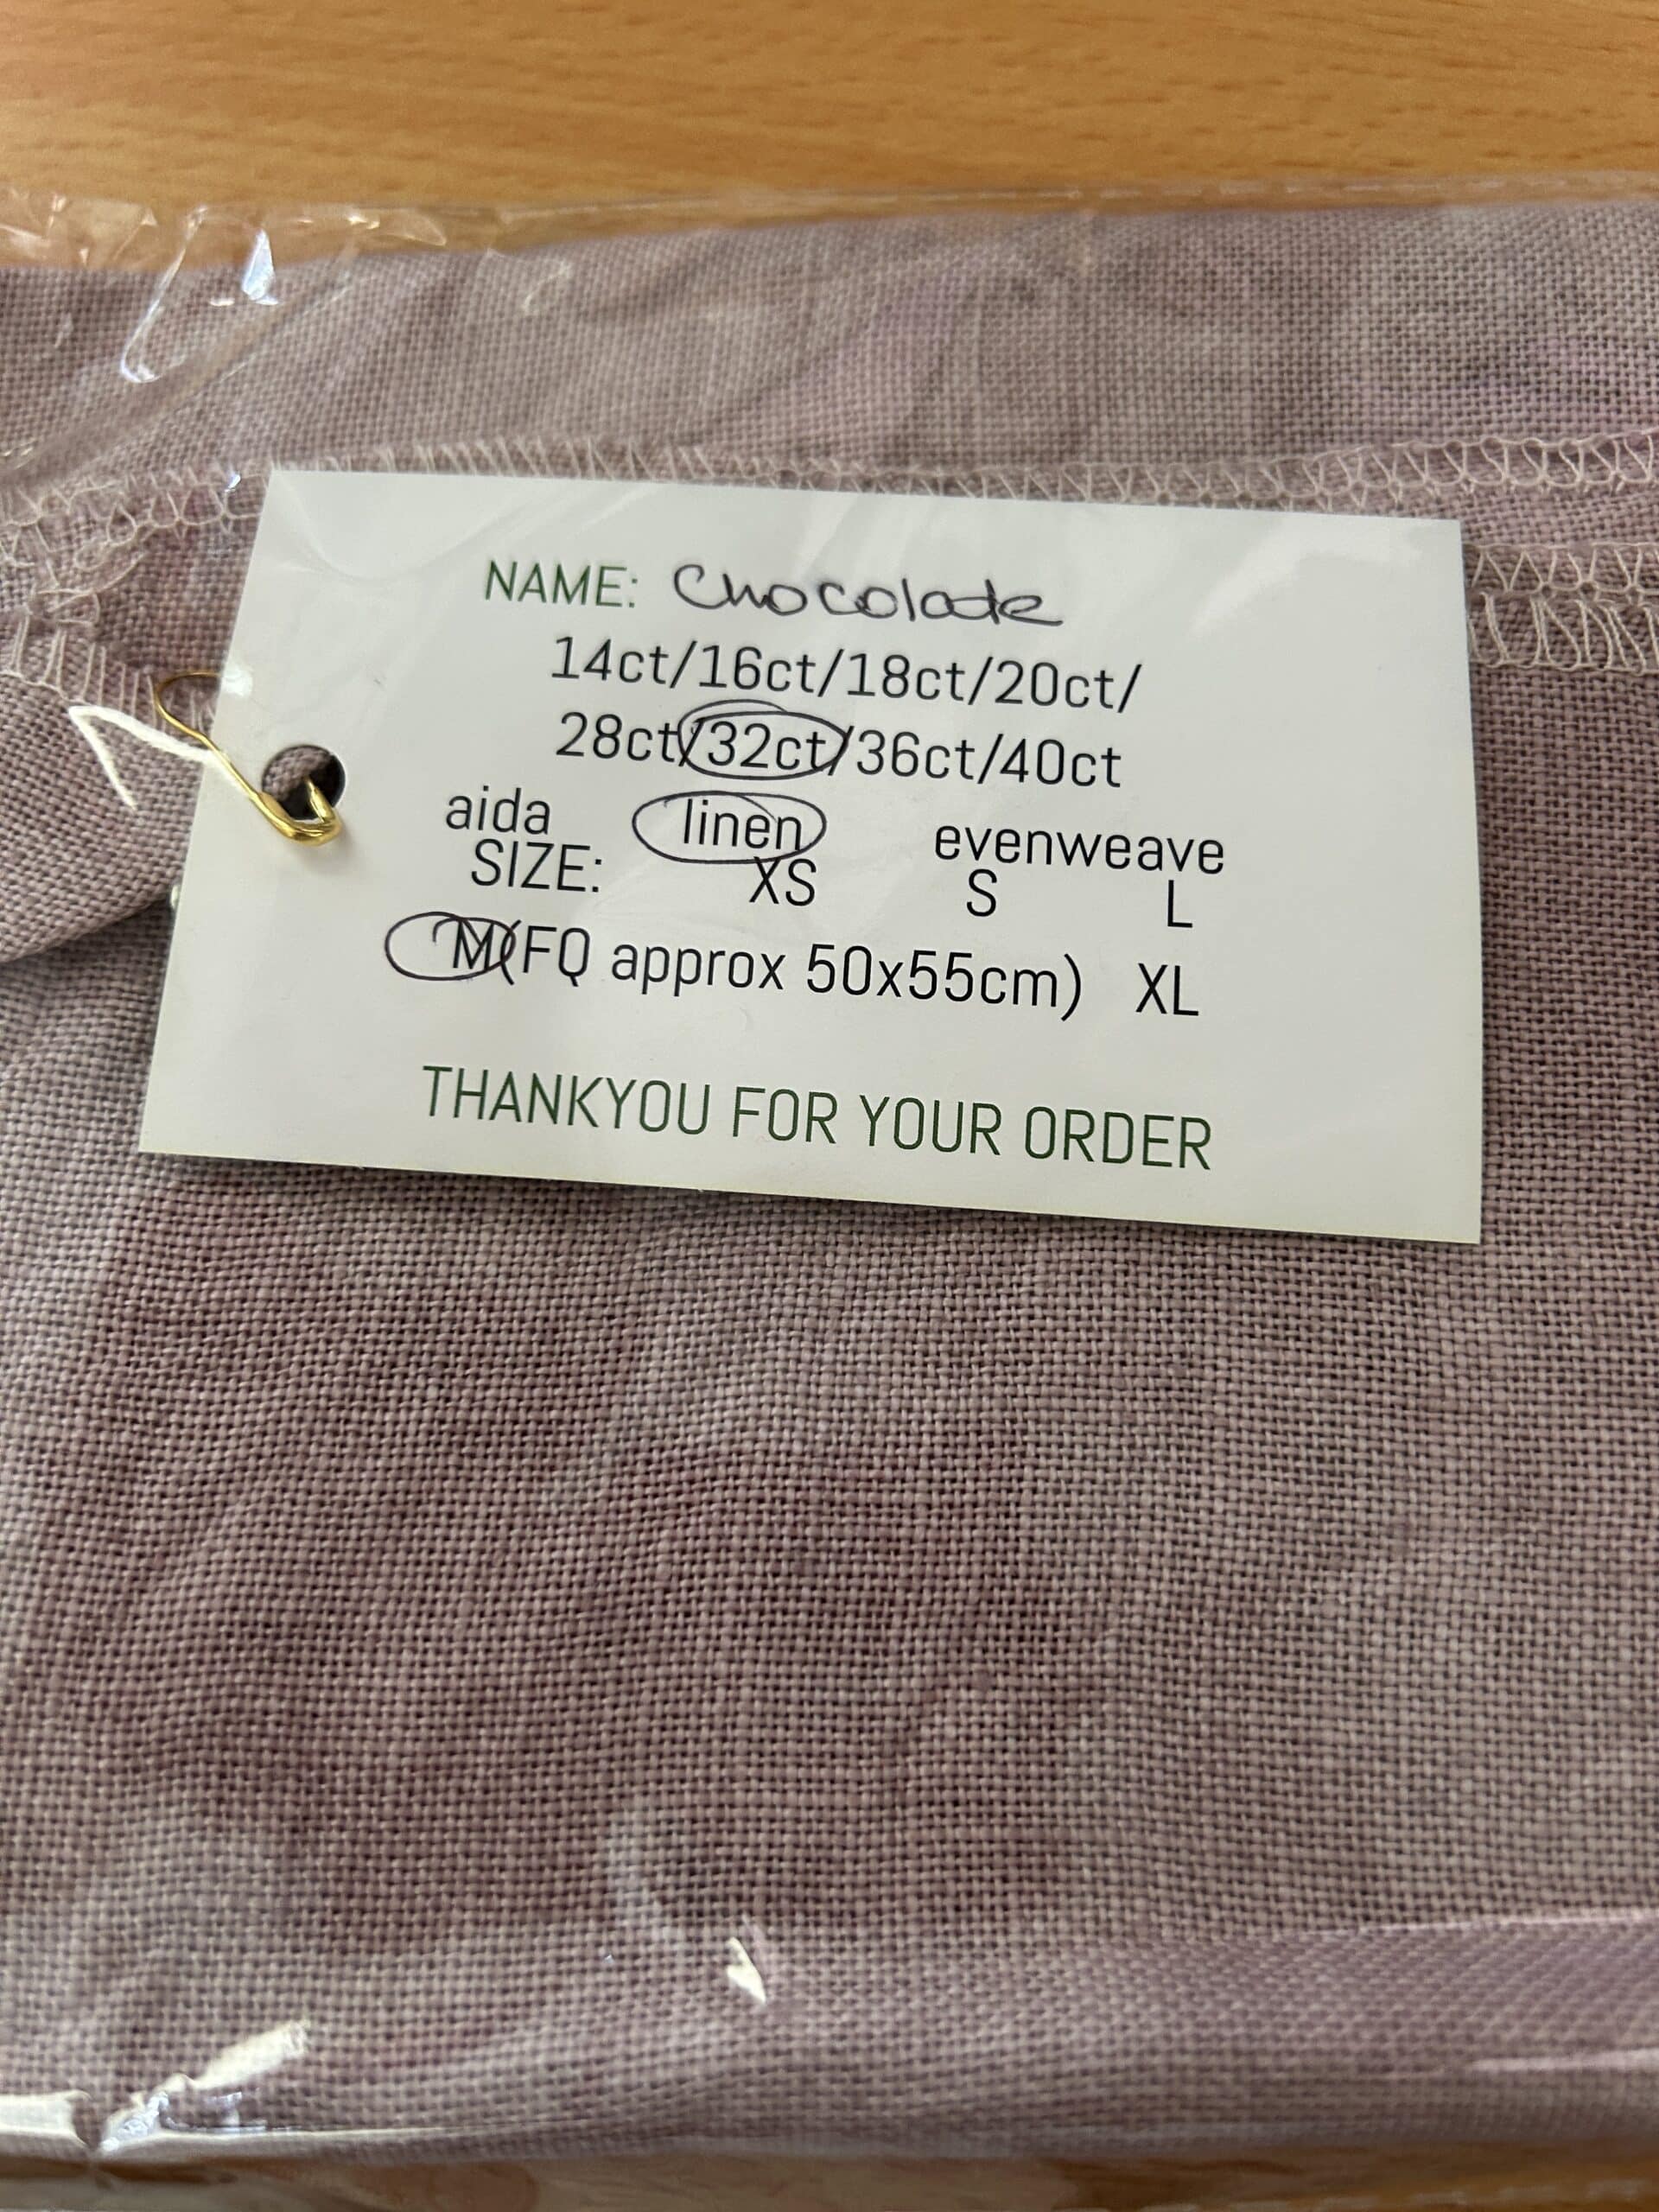 NAME: Chocolate
14ct/16ct/18ct/20ct/
28ct/32ct/36ct/40ct
aida linen evenweave
SIZE: XS S L
M(FQ approx 50x55cm) XL
THANKYOU FOR YOUR ORDER